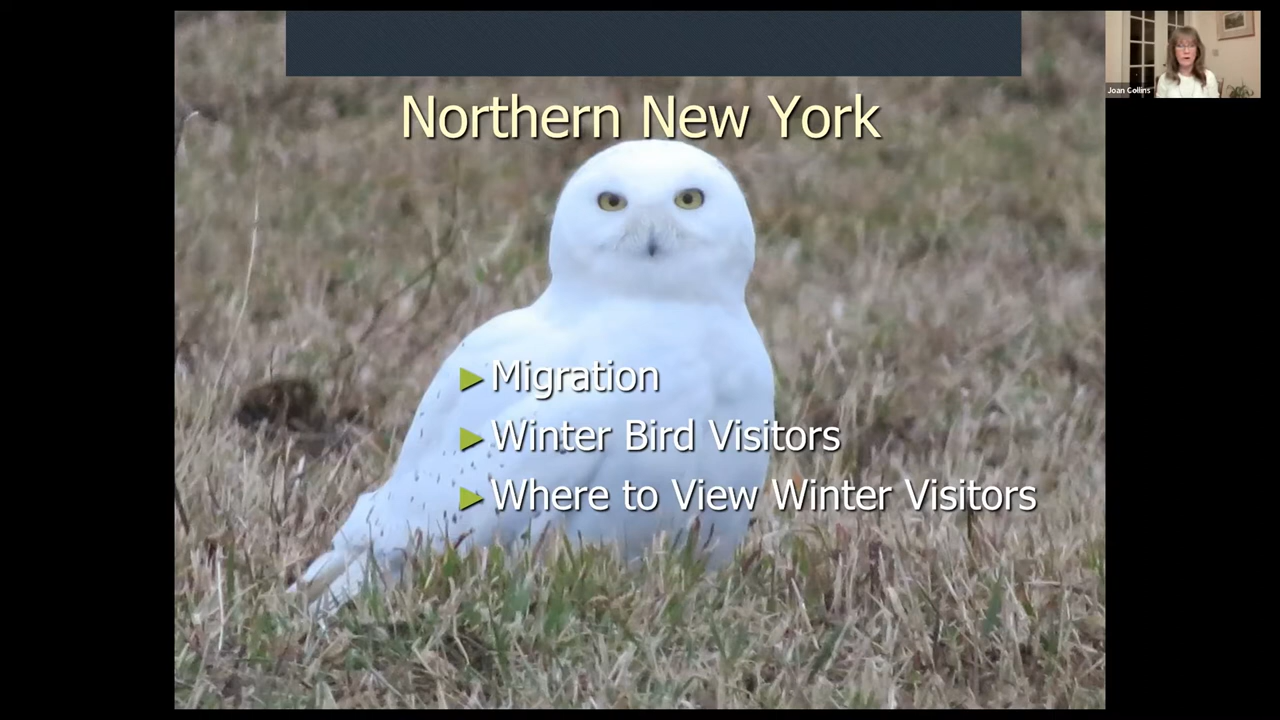 Northern New York
Joan Collins
Migration
Winter Bird Visitors
Where to View Winter Visitors